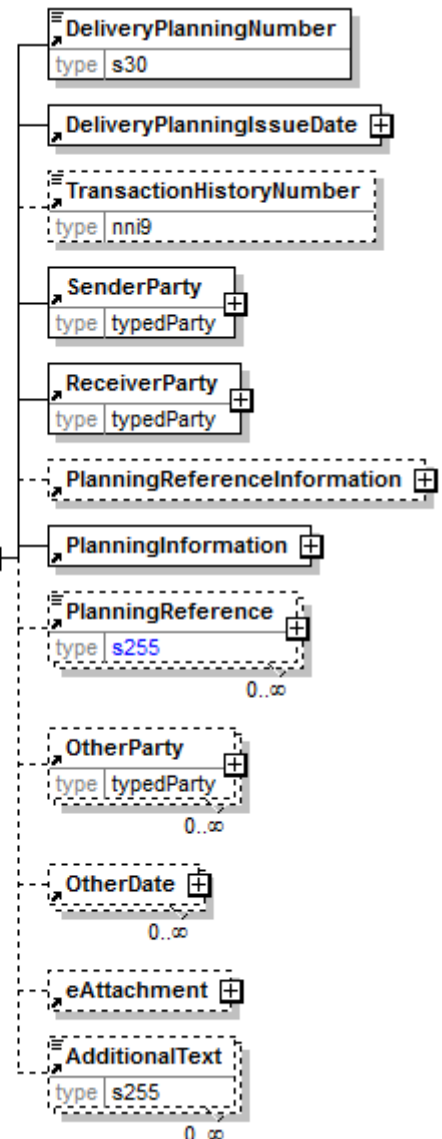 DeliveryPlanningNumber
type s30
DeliveryPlanningIssueDate
TransactionHistoryNumber
type nni9
SenderParty
type typedParty
ReceiverParty
type typedParty
PlanningReferenceInformation
PlanningInformation
PlanningReference
type s255
0..∞
OtherParty
type typedParty
0..∞
OtherDate
0..∞
eAttachment
AdditionalText
type s255
0..∞